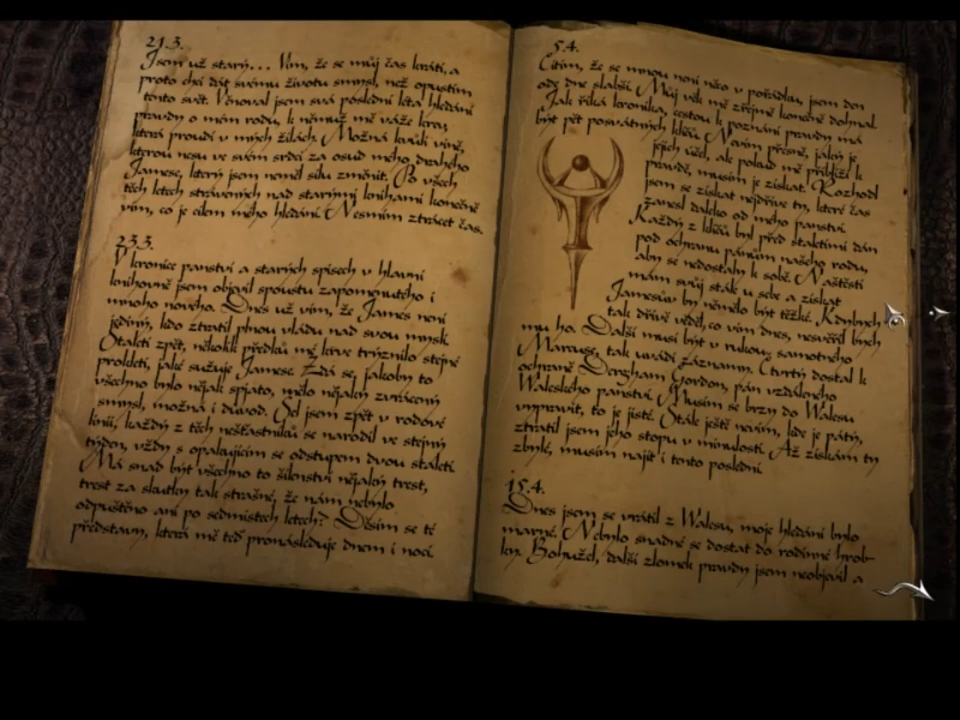 21.3.
Jsem už starý... Vím, že se můj čas krátí, a
proto chci dát svému životu smysl, než opustím
tento svět. Věnoval jsem svá poslední léta hledání
pravdy o mém rodu, k němuž mě váže krev,
která proudí v mých žilách. Možná kvůli vině,
kterou nesu ve svém srdci za osud mého drahého
Jamese, který jsem neměl sílu změnit. Po všech
těch letech strávených nad starými knihami konečně
vím, co je cílem mého hledání. Nesmím ztrácet čas.
23.3.
V kronice panství a starých spisech v hlavní
knihovně jsem objevil spoustu zapomenutého i
mnoho nového. Dnes už vím, že James není
jediný, kdo ztratil plnou vládu nad svou myslí.
Staletí zpět, několik předků mé krve trýznilo stejné
prokletí, jaké sužuje Jamese. Zdá se, jakoby to
všechno bylo nějak spjato, mělo nějaký zvrácený
smysl, možná i důvod. Od jsem zpět v rodové
linii, každý z těch nešťastníků se narodil ve stejný
týden, vždy s opakujícím se odstupem dvou staletí.
Má snad být všechno to šílenství nějaký trest,
trest za skutky tak strašné, že nám nebylo
odpuštěno ani po sedmistech letech? Děsím se té
představy, která mě teď pronásleduje dnem i nocí.
5.4.
Cítím, že se mnou není něco v pořádku, jsem den
ode dne slabší. Můj věk mě zřejmě konečně dohnal.
Jak říká kronika, cestou k poznání pravdy má
být pět posvátných klíčů. Nevím přesně, jaký je
jejich účel, ale pokud mě přiblíží k
pravdě, musím je získat. Rozhodl
jsem se získat nejdříve ty, které čas
zanesl daleko od mého panství.
Každý z klíčů byl před staletími dán
pod ochranu pánům našeho rodu,
aby se nedostaly k sobě. Naštěstí
mám svůj stále u sebe a získat
Jamesův by nemělo být těžké. Kdybych
tak dříve věděl, co vím dnes, nesvěřil bych
mu ho. Další musí být v rukou samotného
Marcuse, tak uvádí záznamy. Čtvrtý dostal k
ochraně Dergham Gordon, pán vzdáleného
Waleského panství. Musím se brzy do Walesu
vypravit, to je jisté. Však ještě nevím, kde je pátý,
ztratil jsem jeho stopu v minulosti. Až získám ty
zbylé, musím najít i tento poslední.
15.4.
Dnes jsem se vrátil z Walesu, moje hledání bylo
marné. Nebylo snadné se dostat do rodinné hrob-
ky. Bohužel, další zlomek pravdy jsem neobjevil a